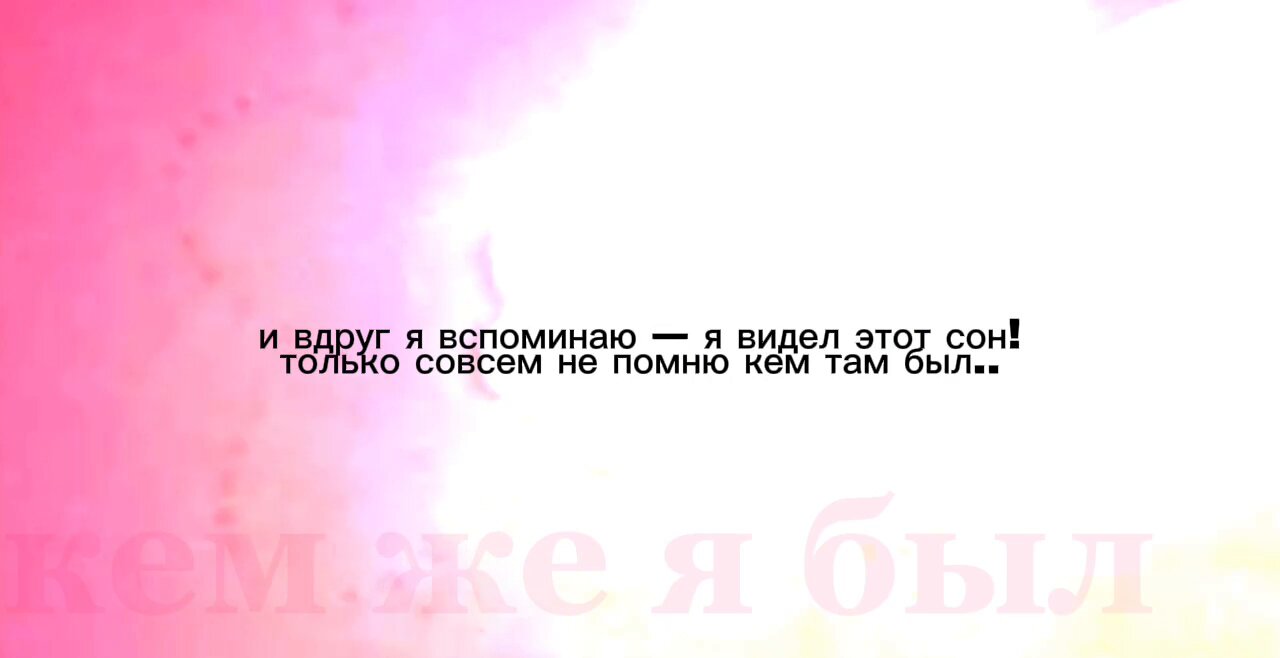 и вдруг я вспоминаю — я видел этот сон!
только совсем не помню кем там был..
кем же я был